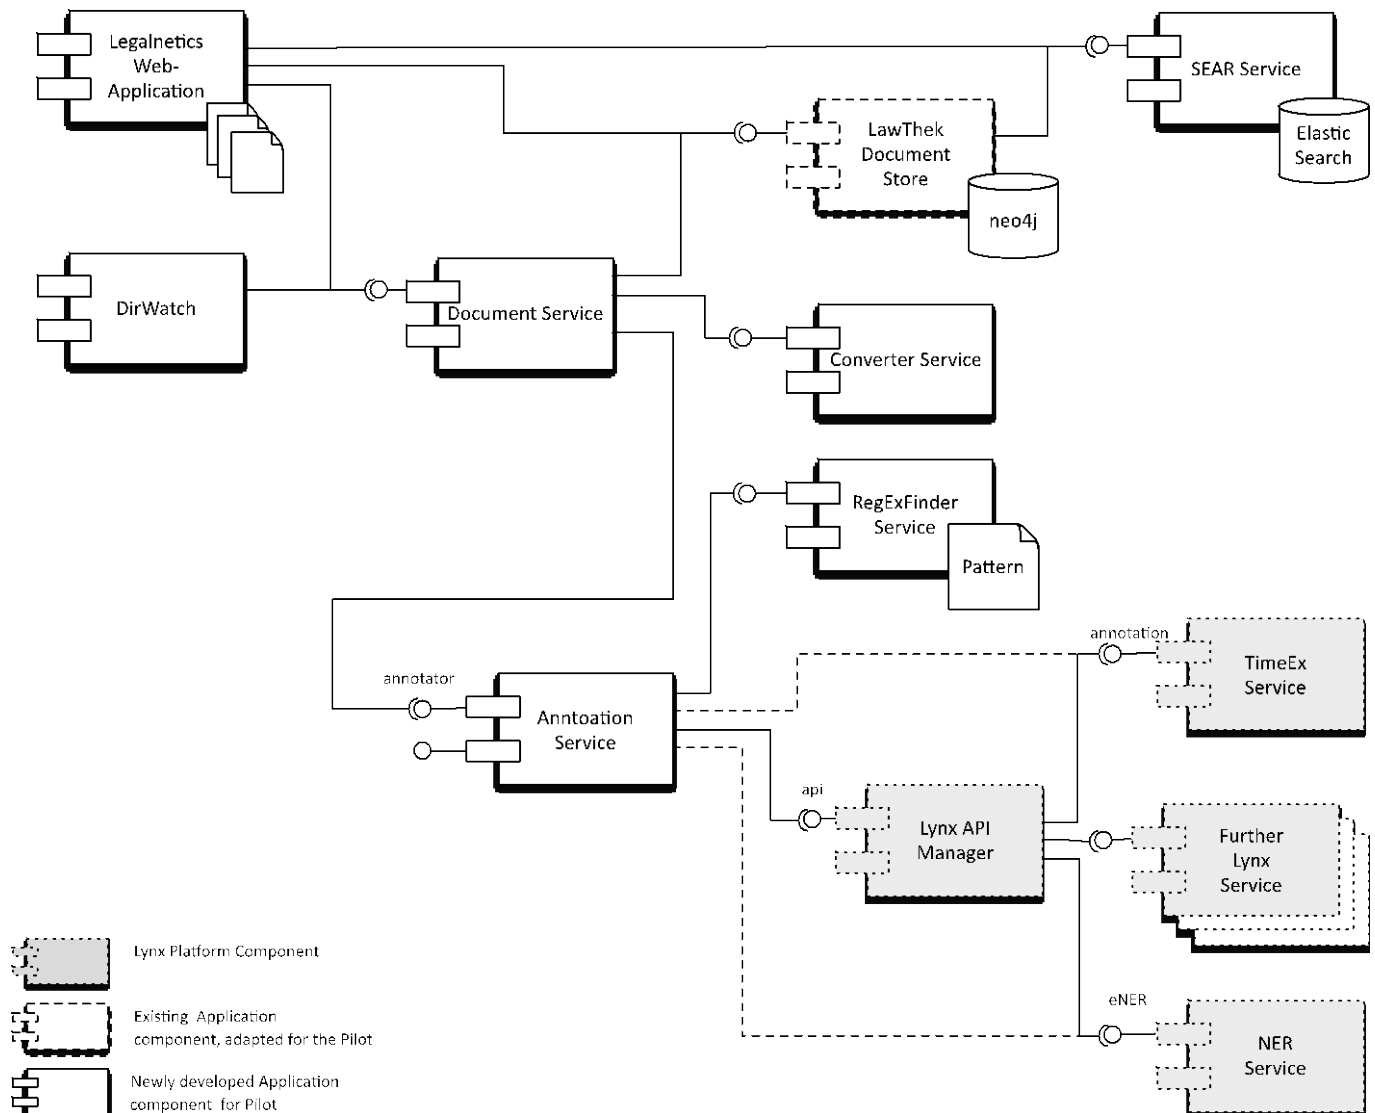 Legalnetics
Web-
Application
SEAR Service
Elastic
Search
LawThek
Document
Store
neo4j
DirWatch
Document Service
Converter Service
RegExFinder
Service
Pattern
annotation
TimeEx
Service
annotator
Anntoation
Service
api
Lynx API
Manager
Further
Lynx
Service
eNER
NER
Service
Lynx Platform Component
Existing Application
component, adapted for the Pilot
Newly developed Application
component for Pilot